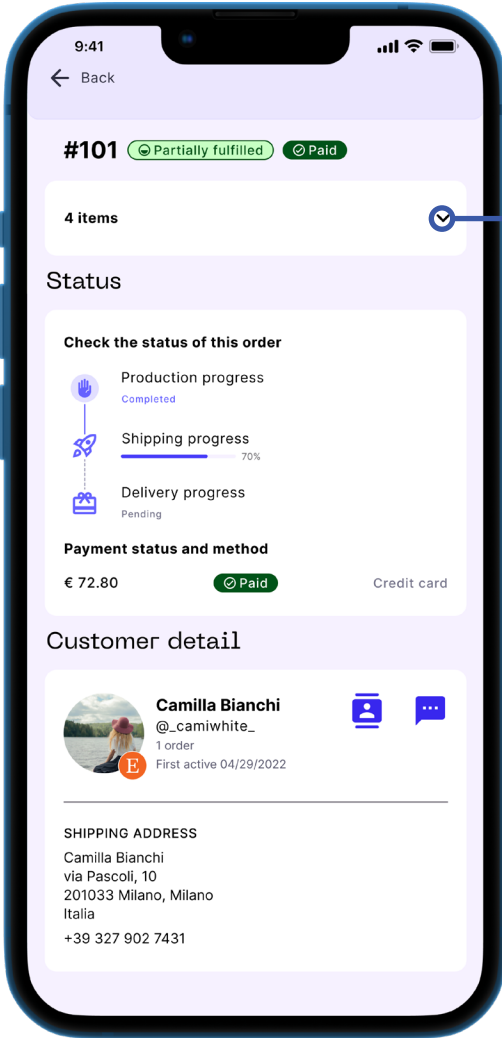 9:41
Back
#101 Partially fulfilled Paid
4 items
Status
Check the status of this order
Production progress
Completed
Shipping progress
70%
Delivery progress
Pending
Payment status and method
€ 72.80 Paid Credit card
Customer detail
Camilla Bianchi
@_camiwhite_
1 order
First active 04/29/2022
E
SHIPPING ADDRESS
Camilla Bianchi
via Pascoli, 10
201033 Milano, Milano
Italia
+39 327 902 7431